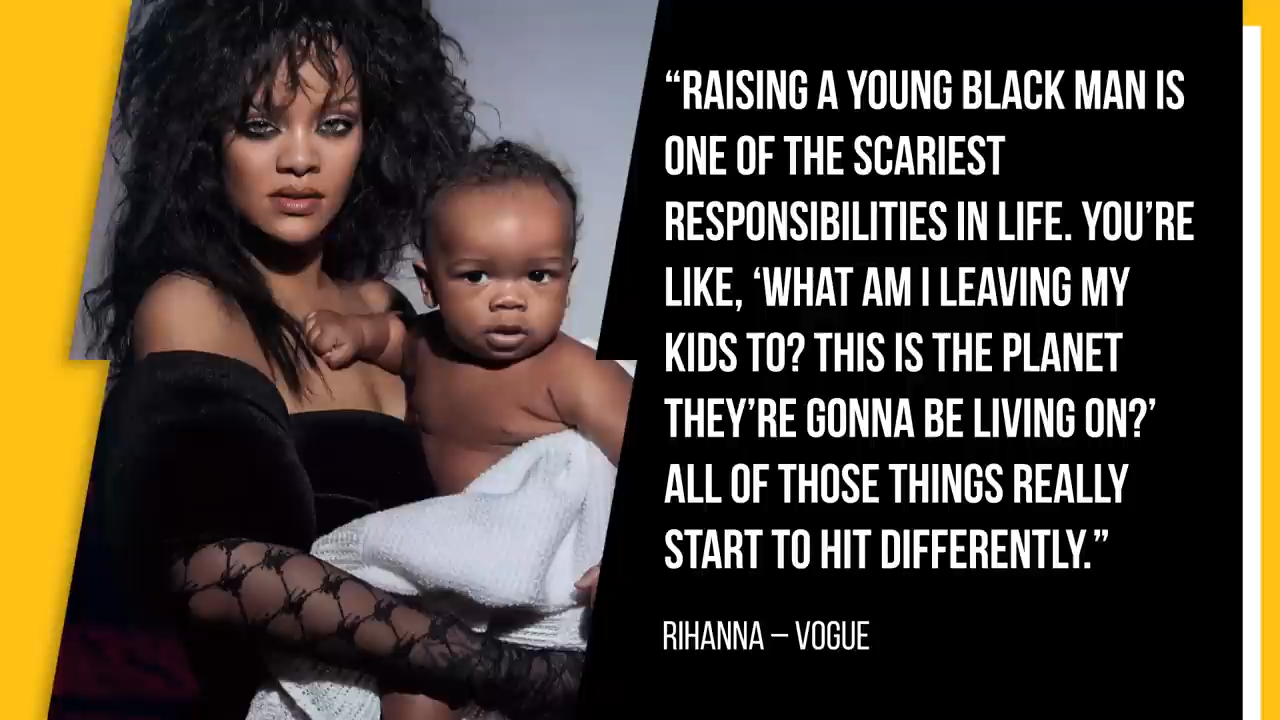 “RAISING A YOUNG BLACK MAN IS
ONE OF THE SCARIEST
RESPONSIBILITIES IN LIFE. YOU’RE
LIKE, ‘WHAT AM I LEAVING MY
KIDS TO? THIS IS THE PLANET
THEY’RE GONNA BE LIVING ON?’
ALL OF THOSE THINGS REALLY
START TO HIT DIFFERENTLY.”
RIHANNA – VOGUE